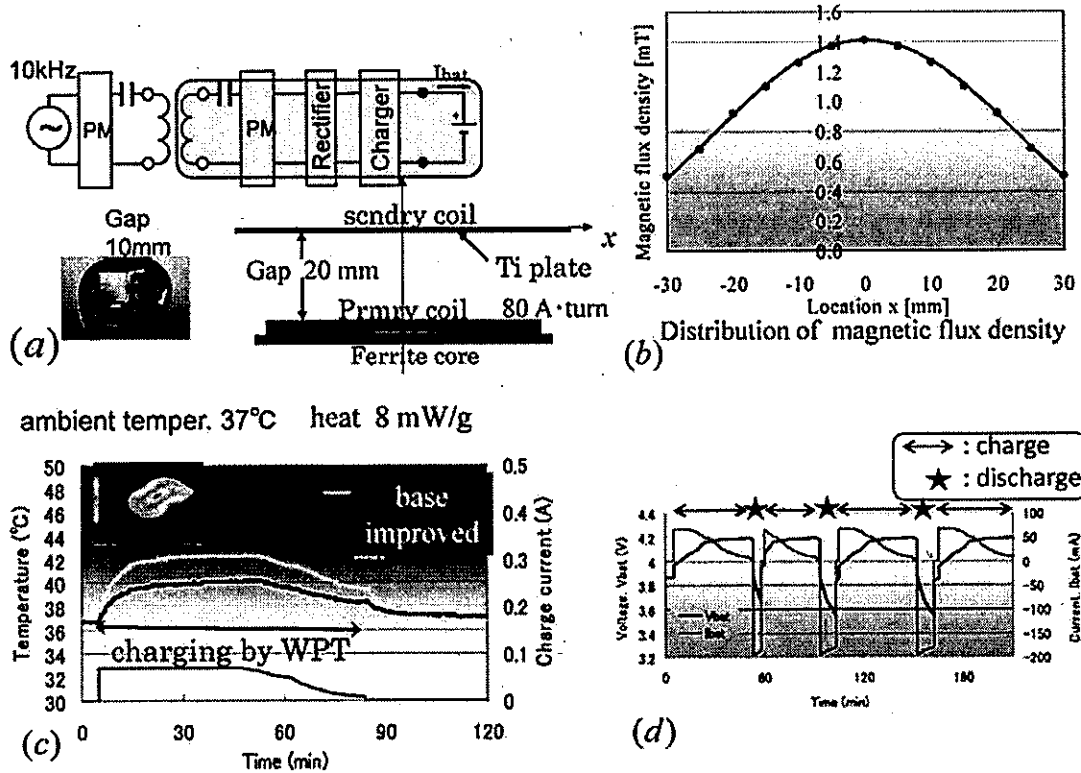 10kHz
PM
PM
Rectifier
Charger
Ibat
+
~
Gap
10mm
scndry coil
x
Gap 20 mm
Ti plate
Prmry coil
80 A·turn
Ferrite core
(a)
Magnetic flux density [mT]
1.6
1.4
1.2
1.0
0.8
0.6
0.4
0.2
0.0
-30 -20 -10 0 10 20 30
Location x [mm]
Distribution of magnetic flux density
(b)
ambient temper. 37°C heat 8 mW/g
Temperature (°C)
50
48
46
44
42
40
38
36
34
32
30
base
improved
charging by WPT
0.5
0.4
0.3
0.2
0.1
0
Charge current (A)
0 30 60 90 120
Time (min)
(c)
↔ : charge
★ : discharge
Voltage, Vbat (V)
4.4
4.2
4
3.8
3.6
3.4
3.2
Vbat
Ibat
100
50
0
-50
-100
-150
-200
Current, Ibat (mA)
0 60 120 180
Time (min)
(d)